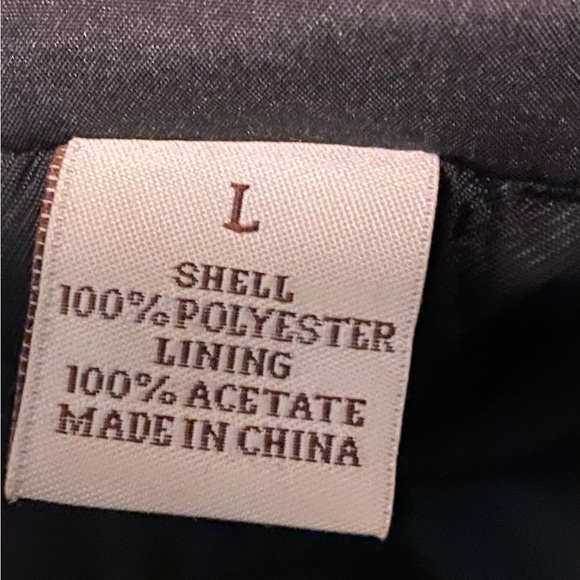 L
SHELL
100% POLYESTER
LINING
100% ACETATE
MADE IN CHINA